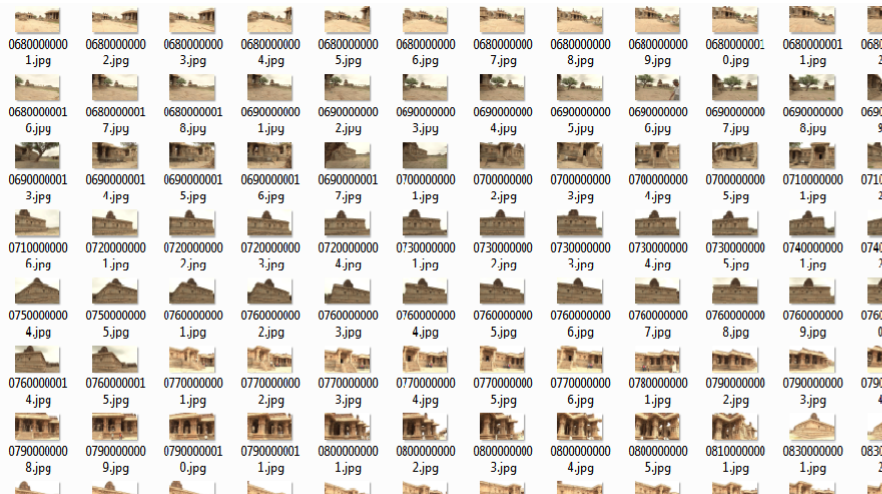 0680000000 0680000000 0680000000 0680000000 0680000000 0680000000 0680000000 0680000000 0680000000 0680000001 0680000001
1.jpg 2.jpg 3.jpg 4.jpg 5.jpg 6.jpg 7.jpg 8.jpg 9.jpg 0.jpg 1.jpg
0680000001 0680000001 0680000001 0690000000 0690000000 0690000000 0690000000 0690000000 0690000000 0690000000 0690000000
6.jpg 7.jpg 8.jpg 1.jpg 2.jpg 3.jpg 4.jpg 5.jpg 6.jpg 7.jpg 8.jpg
0690000001 0690000001 0690000001 0690000001 0690000001 0700000000 0700000000 0700000000 0700000000 0700000000 0710000000
3.jpg 4.jpg 5.jpg 6.jpg 7.jpg 1.jpg 2.jpg 3.jpg 4.jpg 5.jpg 1.jpg
0710000000 0720000000 0720000000 0720000000 0720000000 0730000000 0730000000 0730000000 0730000000 0730000000 0740000000
6.jpg 1.jpg 2.jpg 3.jpg 4.jpg 1.jpg 2.jpg 3.jpg 4.jpg 5.jpg 1.jpg
0750000000 0750000000 0760000000 0760000000 0760000000 0760000000 0760000000 0760000000 0760000000 0760000000 0760000000
4.jpg 5.jpg 1.jpg 2.jpg 3.jpg 4.jpg 5.jpg 6.jpg 7.jpg 8.jpg 9.jpg
0760000001 0760000001 0770000000 0770000000 0770000000 0770000000 0770000000 0770000000 0780000000 0790000000 0790000000
4.jpg 5.jpg 1.jpg 2.jpg 3.jpg 4.jpg 5.jpg 6.jpg 1.jpg 2.jpg 3.jpg
0790000000 0790000000 0790000001 0790000001 0800000000 0800000000 0800000000 0800000000 0800000000 0810000000 0830000000
8.jpg 9.jpg 0.jpg 1.jpg 1.jpg 2.jpg 3.jpg 4.jpg 5.jpg 1.jpg 1.jpg